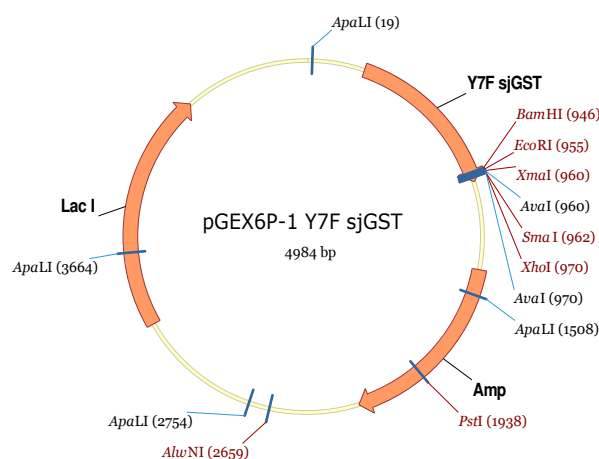 ApaLI (19)
Y7F sjGST
BamHI (946)
EcoRI (955)
XmaI (960)
AvaI (960)
SmaI (962)
XhoI (970)
AvaI (970)
ApaLI (1508)
Amp
PstI (1938)
AlwNI (2659)
ApaLI (2754)
ApaLI (3664)
Lac I
pGEX6P-1 Y7F sjGST
4984 bp